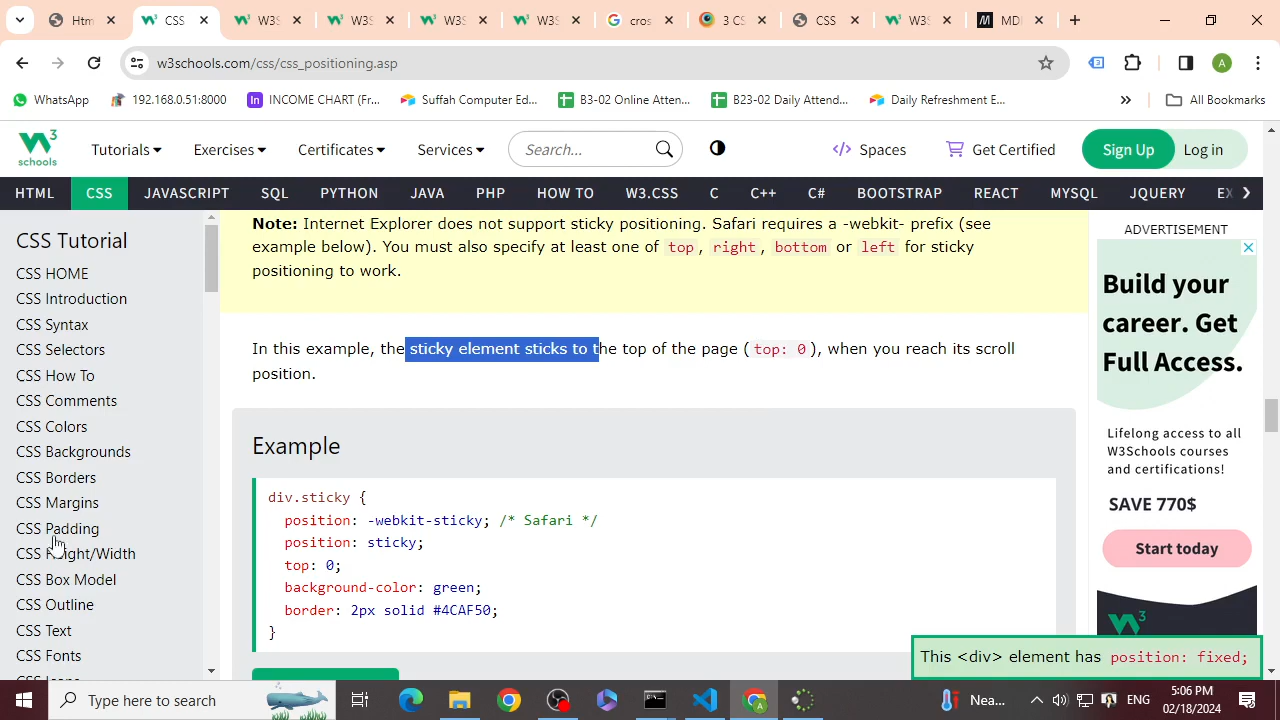 Htm
CSS
W3S
W3S
W3S
W3S
cros
3 CS
CSS
W3S
MD
w3schools.com/css/css_positioning.asp
A
WhatsApp
192.168.0.51:8000
INCOME CHART (Fr...
Suffah Computer Ed...
B3-02 Online Atten...
B23-02 Daily Attend...
Daily Refreshment E...
»
All Bookmarks
W3 schools
Tutorials
Exercises
Certificates
Services
Search...
Spaces
Get Certified
Sign Up
Log in
HTML
CSS
JAVASCRIPT
SQL
PYTHON
JAVA
PHP
HOW TO
W3.CSS
C
C++
C#
BOOTSTRAP
REACT
MYSQL
JQUERY
CSS Tutorial
CSS HOME
CSS Introduction
CSS Syntax
CSS Selectors
CSS How To
CSS Comments
CSS Colors
CSS Backgrounds
CSS Borders
CSS Margins
CSS Padding
CSS Height/Width
CSS Box Model
CSS Outline
CSS Text
CSS Fonts
Note: Internet Explorer does not support sticky positioning. Safari requires a -webkit- prefix (see
example below). You must also specify at least one of top, right, bottom or left for sticky
positioning to work.
In this example, the sticky element sticks to the top of the page (top: 0), when you reach its scroll
position.
Example
div.sticky {
position: -webkit-sticky; /* Safari */
position: sticky;
top: 0;
background-color: green;
border: 2px solid #4CAF50;
}
ADVERTISEMENT
Build your
career. Get
Full Access.
Lifelong access to all
W3Schools courses
and certifications!
SAVE 770$
Start today
This <div> element has position: fixed;
Type here to search
Nea...
ENG
5:06 PM
02/18/2024